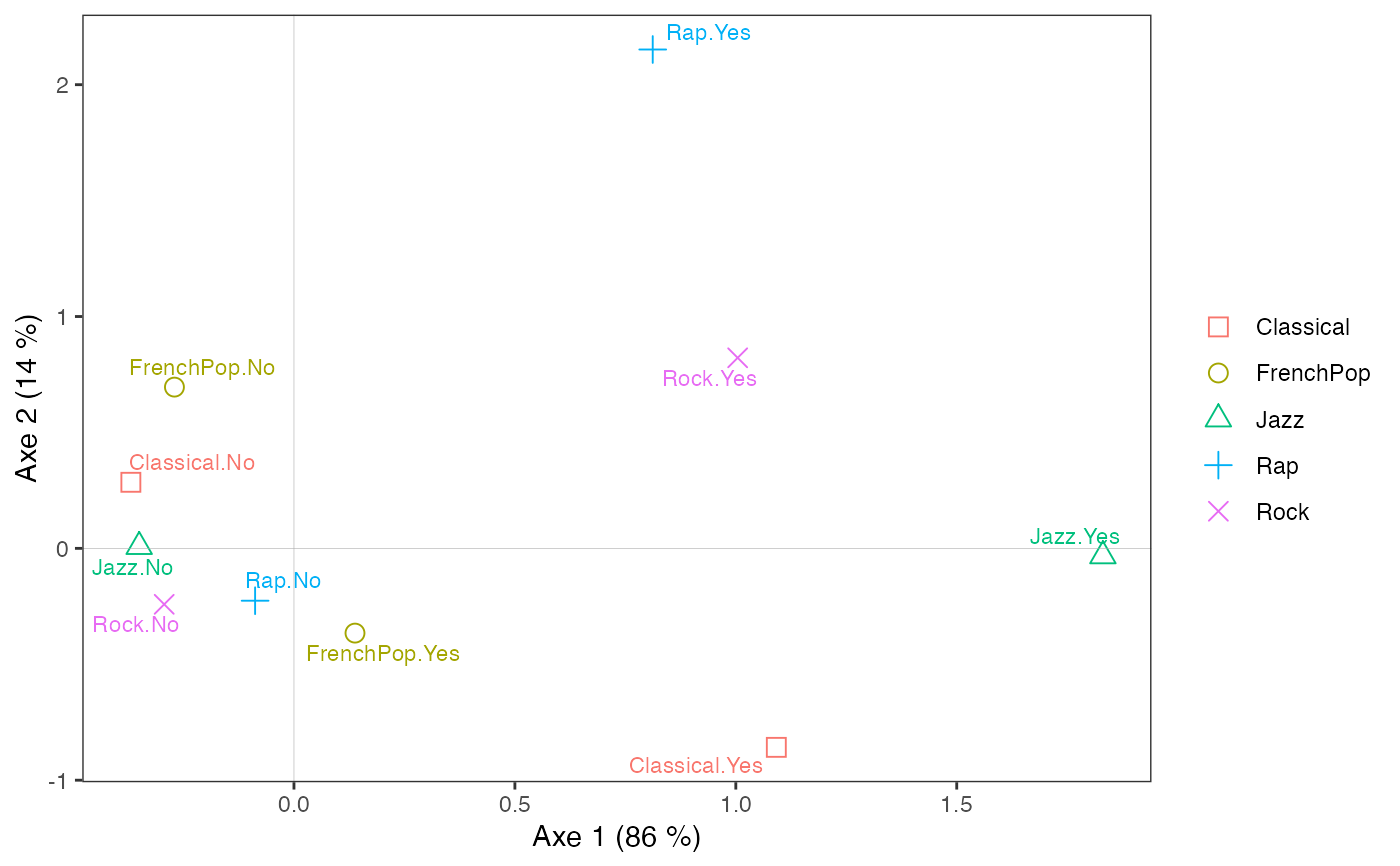 Rap.Yes
2
1
FrenchPop.No
Rock.Yes
Classical.No
Jazz.Yes
0
Jazz.No
Rap.No
Rock.No
FrenchPop.Yes
Classical.Yes
-1
0.0 0.5 1.0 1.5
Axe 1 (86 %)
Axe 2 (14 %)
Classical
FrenchPop
Jazz
Rap
Rock